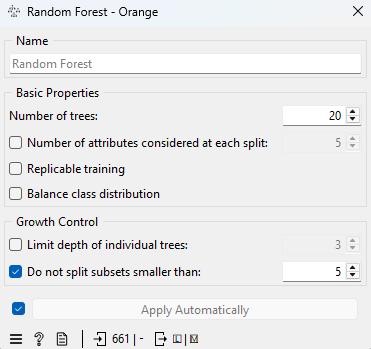 Random Forest - Orange
Name
Random Forest
Basic Properties
Number of trees: 20
Number of attributes considered at each split: 5
Replicable training
Balance class distribution
Growth Control
Limit depth of individual trees: 3
Do not split subsets smaller than: 5
Apply Automatically
? 661 | - | M